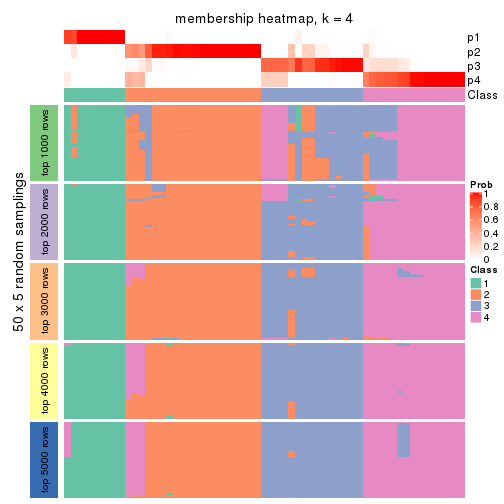 membership heatmap, k = 4
p1
p2
p3
p4
Class
50 x 5 random samplings
top 1000 rows
top 2000 rows
top 3000 rows
top 4000 rows
top 5000 rows
Prob
1
0.8
0.6
0.4
0.2
0
Class
1
2
3
4